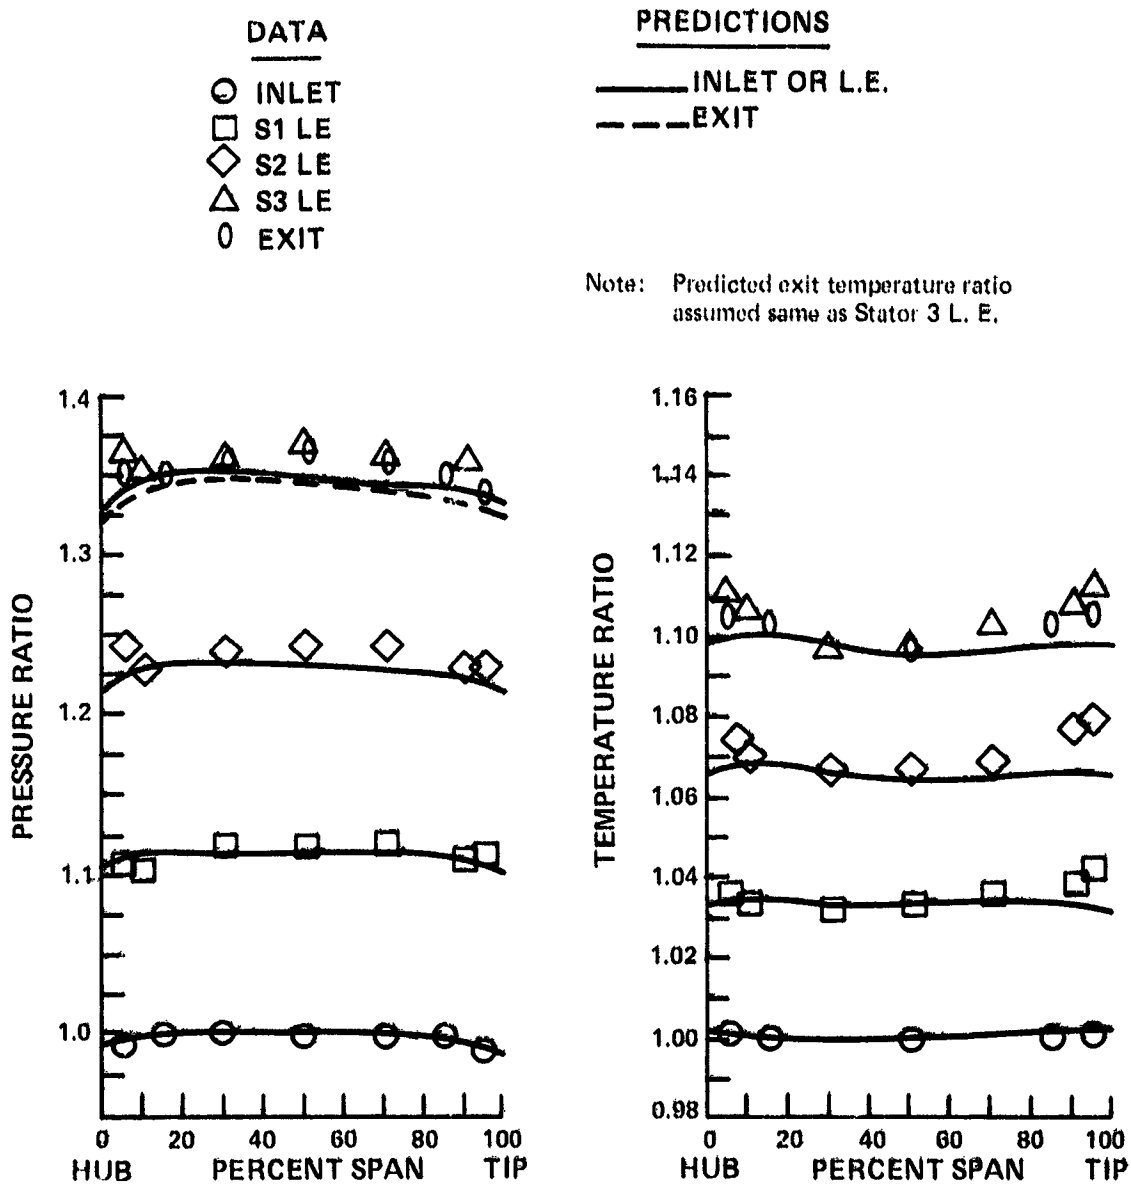 DATA
INLET
S1 LE
S2 LE
S3 LE
EXIT
PREDICTIONS
INLET OR L.E.
EXIT
Note: Predicted exit temperature ratio
assumed same as Stator 3 L. E.
PRESSURE RATIO
1.4
1.3
1.2
1.1
1.0
0 20 40 60 80 100
HUB PERCENT SPAN TIP
TEMPERATURE RATIO
1.16
1.14
1.12
1.10
1.08
1.06
1.04
1.02
1.00
0.98
0 20 40 60 80 100
HUB PERCENT SPAN TIP